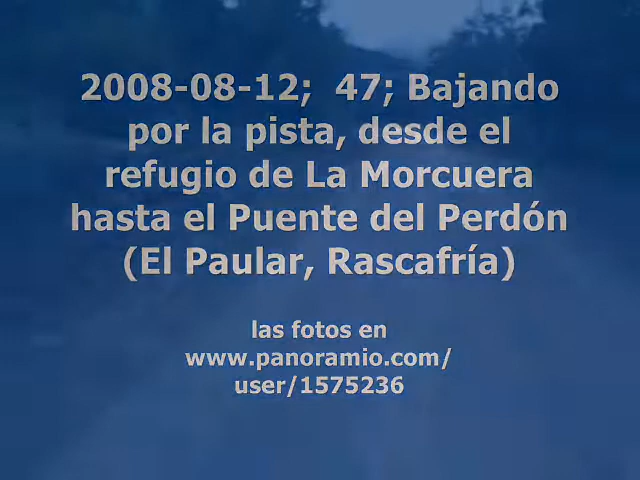 2008-08-12;  47; Bajando
por la pista, desde el
refugio de La Morcuera
hasta el Puente del Perdón
(El Paular, Rascafría)
las fotos en
www.panoramio.com/
user/1575236